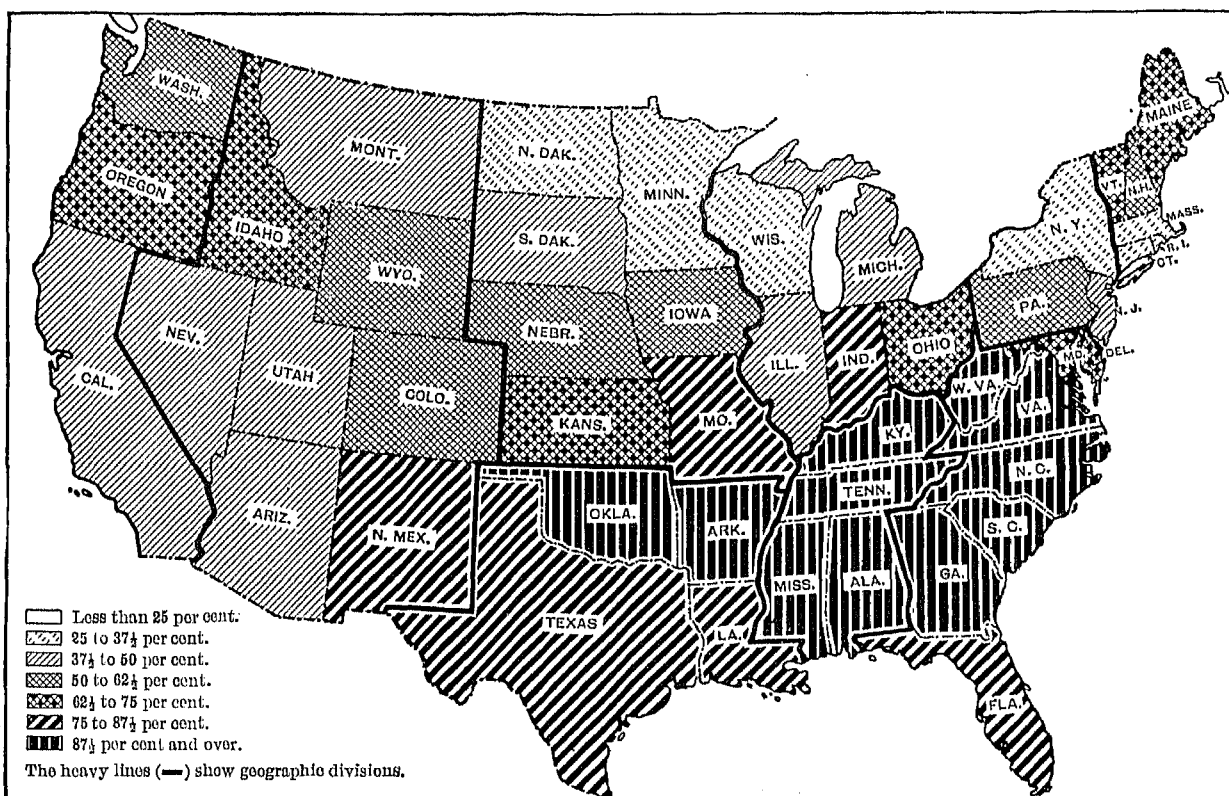 WASH.
OREGON
IDAHO
MONT.
WYO.
NEV.
UTAH
CAL.
COLO.
ARIZ.
N. MEX.
N. DAK.
S. DAK.
NEBR.
KANS.
OKLA.
TEXAS
MINN.
IOWA
MO.
ARK.
LA.
WIS.
MICH.
ILL.
IND.
OHIO
KY.
TENN.
MISS.
ALA.
GA.
FLA.
S. C.
N. C.
VA.
W. VA.
MD.
DEL.
PA.
N. J.
N. Y.
CT.
R. I.
MASS.
VT.
N.H.
MAINE
Less than 25 per cent.
25 to 37½ per cent.
37½ to 50 per cent.
50 to 62½ per cent.
62½ to 75 per cent.
75 to 87½ per cent.
87½ per cent and over.
The heavy lines (▬) show geographic divisions.